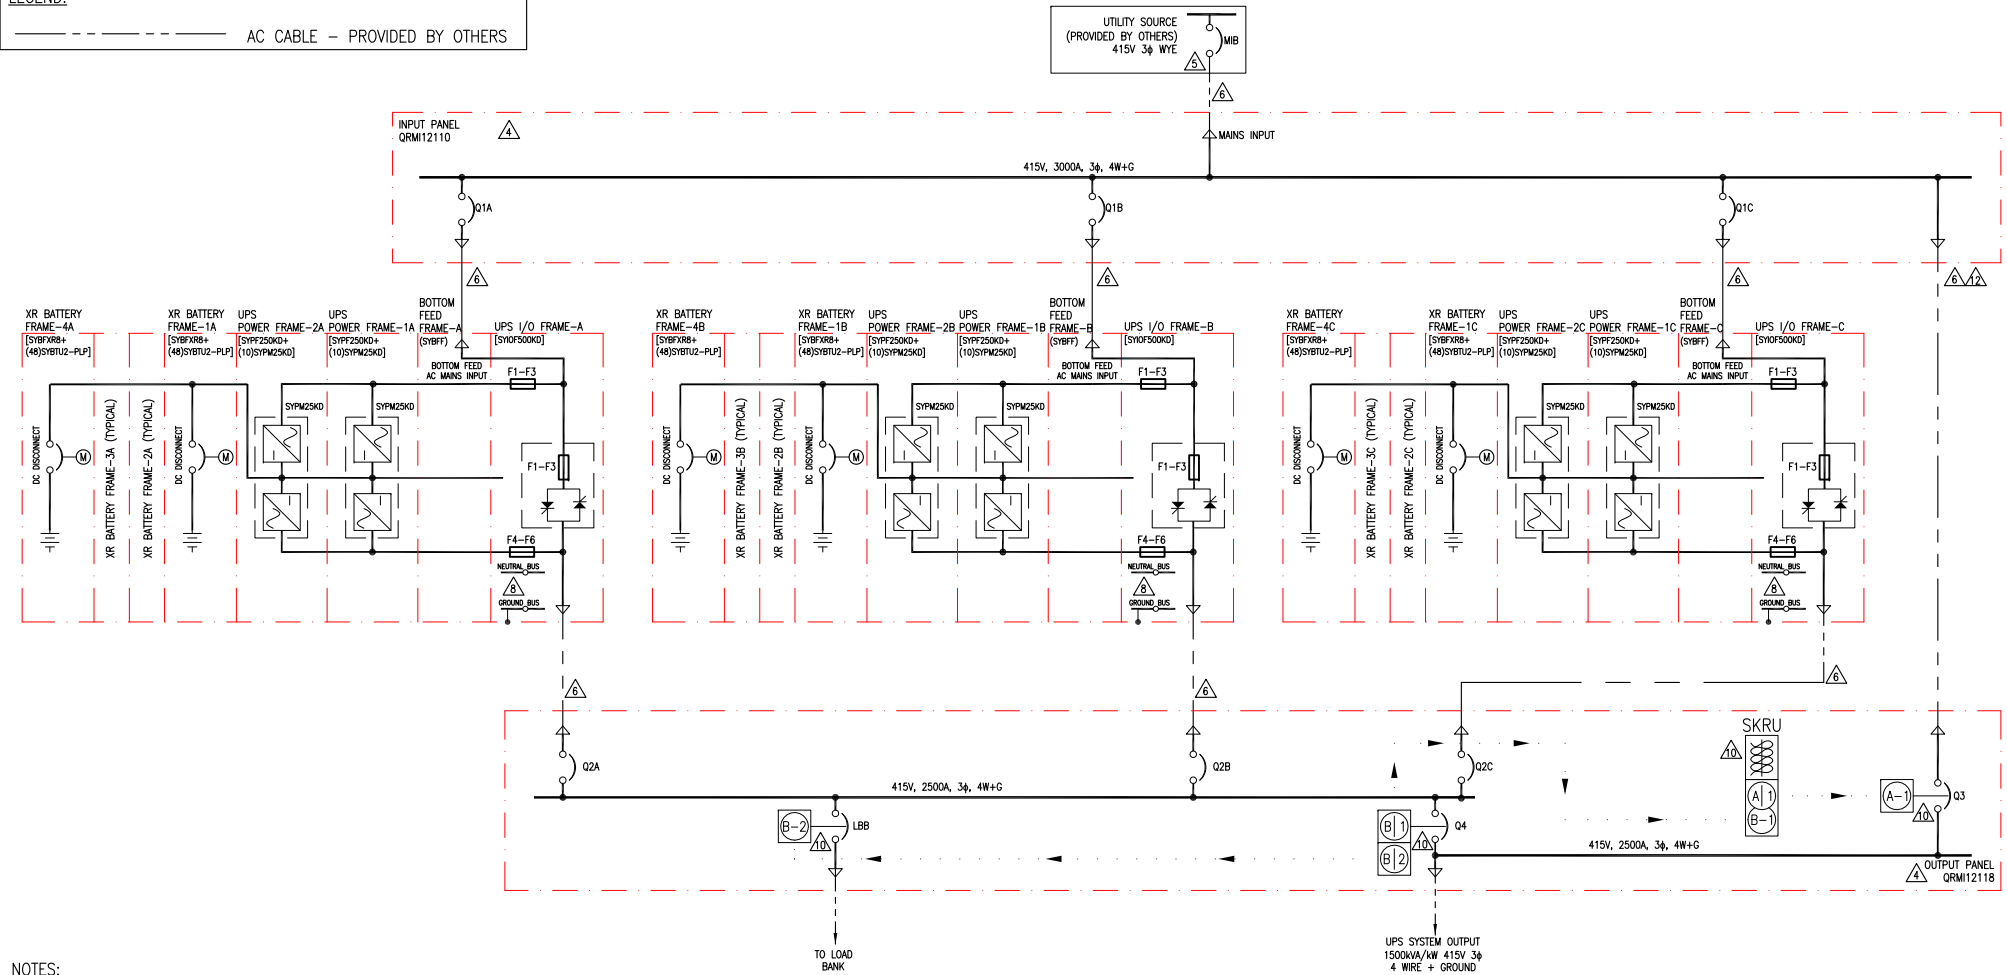 LEGEND:
AC CABLE – PROVIDED BY OTHERS
UTILITY SOURCE
(PROVIDED BY OTHERS)
415V 3ϕ WYE
MIB
5
6
INPUT PANEL
QRMI12110
4
MAINS INPUT
415V, 3000A, 3ϕ, 4W+G
Q1A
Q1B
Q1C
6
6
6
6
12
XR BATTERY
FRAME-4A
[SYBFXR8+
(48)SYBTU2-PLP]
XR BATTERY FRAME-3A (TYPICAL)
XR BATTERY FRAME-2A (TYPICAL)
XR BATTERY
FRAME-1A
[SYBFXR8+
(48)SYBTU2-PLP]
UPS
POWER FRAME-2A
[SYPF250KD+
(10)SYPM25KD]
UPS
POWER FRAME-1A
[SYPF250KD+
(10)SYPM25KD]
BOTTOM
FEED
FRAME-A
(SYBFF)
UPS I/O FRAME-A
[SYIOF500KD]
BOTTOM FEED
AC MAINS INPUT
F1-F3
SYPM25KD
SYPM25KD
DC DISCONNECT
M
DC DISCONNECT
M
F1-F3
F4-F6
NEUTRAL BUS
8
GROUND BUS
XR BATTERY
FRAME-4B
[SYBFXR8+
(48)SYBTU2-PLP]
XR BATTERY FRAME-3B (TYPICAL)
XR BATTERY FRAME-2B (TYPICAL)
XR BATTERY
FRAME-1B
[SYBFXR8+
(48)SYBTU2-PLP]
UPS
POWER FRAME-2B
[SYPF250KD+
(10)SYPM25KD]
UPS
POWER FRAME-1B
[SYPF250KD+
(10)SYPM25KD]
BOTTOM
FEED
FRAME-B
(SYBFF)
UPS I/O FRAME-B
[SYIOF500KD]
BOTTOM FEED
AC MAINS INPUT
F1-F3
SYPM25KD
SYPM25KD
DC DISCONNECT
M
DC DISCONNECT
M
F1-F3
F4-F6
NEUTRAL BUS
8
GROUND BUS
XR BATTERY
FRAME-4C
[SYBFXR8+
(48)SYBTU2-PLP]
XR BATTERY FRAME-3C (TYPICAL)
XR BATTERY FRAME-2C (TYPICAL)
XR BATTERY
FRAME-1C
[SYBFXR8+
(48)SYBTU2-PLP]
UPS
POWER FRAME-2C
[SYPF250KD+
(10)SYPM25KD]
UPS
POWER FRAME-1C
[SYPF250KD+
(10)SYPM25KD]
BOTTOM
FEED
FRAME-C
(SYBFF)
UPS I/O FRAME-C
[SYIOF500KD]
BOTTOM FEED
AC MAINS INPUT
F1-F3
SYPM25KD
SYPM25KD
DC DISCONNECT
M
DC DISCONNECT
M
F1-F3
F4-F6
NEUTRAL BUS
8
GROUND BUS
6
6
6
Q2A
Q2B
Q2C
SKRU
10
A|1
B-1
A-1
Q3
10
415V, 2500A, 3ϕ, 4W+G
B-2
LBB
10
B|1
B|2
Q4
10
415V, 2500A, 3ϕ, 4W+G
4
OUTPUT PANEL
QRMI12118
TO LOAD
BANK
UPS SYSTEM OUTPUT
1500kVA/kW 415V 3ϕ
4 WIRE + GROUND
NOTES: